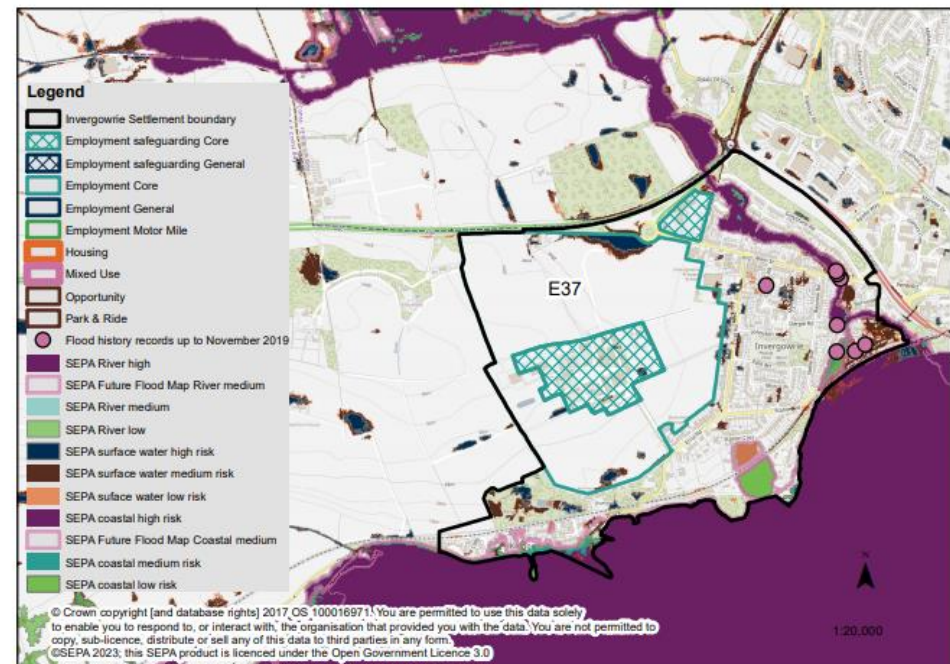 Legend
Invergowrie Settlement boundary
Employment safeguarding Core
Employment safeguarding General
Employment Core
Employment General
Employment Motor Mile
Housing
Mixed Use
Opportunity
Park & Ride
Flood history records up to November 2019
SEPA River high
SEPA Future Flood Map River medium
SEPA River medium
SEPA River low
SEPA surface water high risk
SEPA surface water medium risk
SEPA suface water low risk
SEPA coastal high risk
SEPA Future Flood Map Coastal medium
SEPA coastal medium risk
SEPA coastal low risk
E37
Invergowrie
N
1:20,000
© Crown copyright [and database rights] 2017 OS 100016971. You are permitted to use this data solely
to enable you to respond to, or interact with, the organisation that provided you with the data. You are not permitted to
copy, sub-licence, distribute or sell any of this data to third parties in any form.
©SEPA 2023; this SEPA product is licenced under the Open Government Licence 3.0